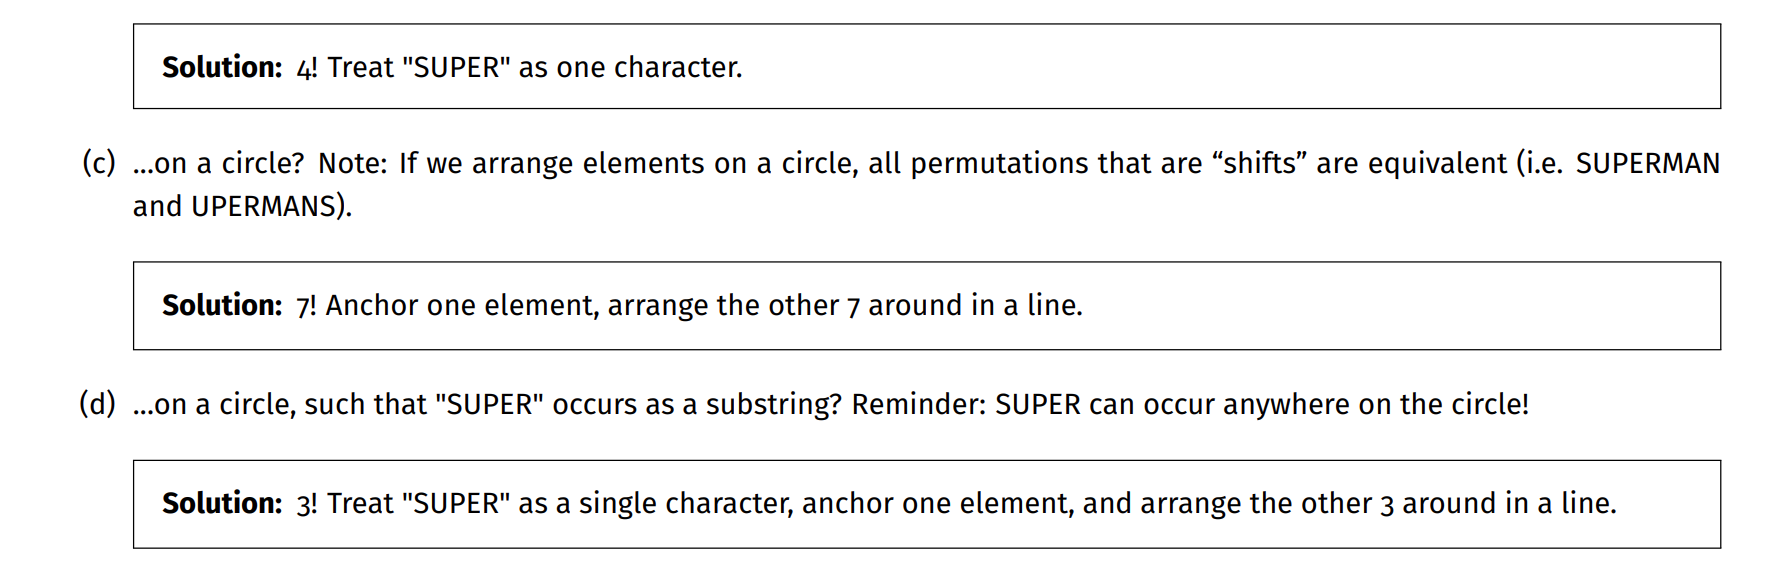 Solution: 4! Treat "SUPER" as one character.
(c) ...on a circle? Note: If we arrange elements on a circle, all permutations that are “shifts” are equivalent (i.e. SUPERMAN
and UPERMANS).
Solution: 7! Anchor one element, arrange the other 7 around in a line.
(d) ...on a circle, such that "SUPER" occurs as a substring? Reminder: SUPER can occur anywhere on the circle!
Solution: 3! Treat "SUPER" as a single character, anchor one element, and arrange the other 3 around in a line.